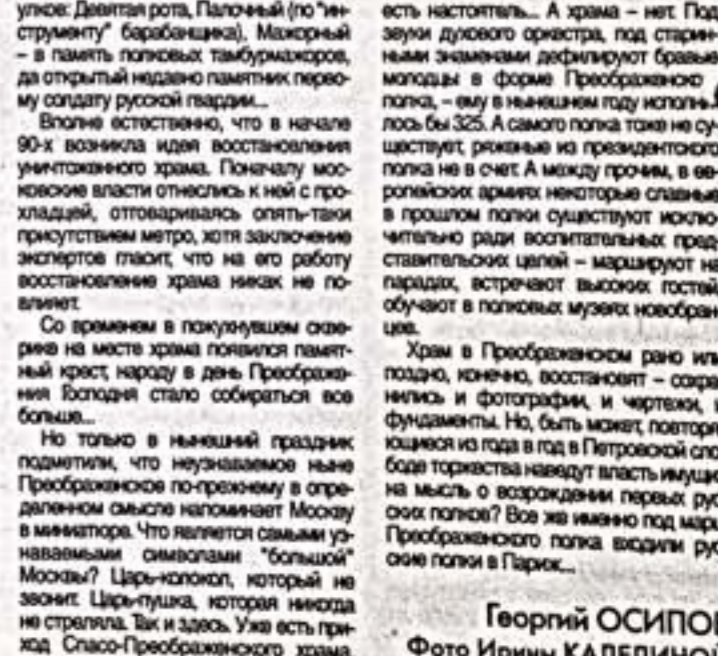 улков: Девятая рота, Палочный (по "ин-
струменту" барабанщика), Мажорный
– в память полковых тамбурмажоров,
да открытый недавно памятник перво-
му солдату русской гвардии...
Вполне естественно, что в начале
90-х возникла идея восстановления
уничтоженного храма. Поначалу мос-
ковские власти отнеслись к ней с про-
хладцей, отговариваясь опять-таки
присутствием метро, хотя заключение
экспертов гласит, что на его работу
восстановление храма никак не по-
влияет.
Со временем в пожухнувшем скве-
рике на месте храма появился памят-
ный крест, народу в день Преображе-
ния Господня стало собираться все
больше...
Но только в нынешний праздник
подметили, что неузнаваемое ныне
Преображенское по-прежнему в опре-
деленном смысле напоминает Москву
в миниатюре. Что является самыми уз-
наваемыми символами "большой"
Москвы? Царь-колокол, который не
звонит. Царь-пушка, которая никогда
не стреляла. Так и здесь. Уже есть при-
ход Спасо-Преображенского храма,
есть настоятель... А храма – нет. Под
звуки духового оркестра, под старин-
ными знаменами дефилируют бравые
молодцы в форме Преображенско
полка, – ему в нынешнем году исполни
лось бы 325. А самого полка тоже не су-
ществует, ряженые из президентского
полка не в счет. А между прочим, в ев-
ропейских армиях некоторые славные
в прошлом полки существуют исклю-
чительно ради воспитательных пред-
ставительских целей – маршируют на
парадах, встречают высоких гостей,
обучают в полковых музеях новобран
цев.
Храм в Преображенском рано или
поздно, конечно, восстановят – сохра
нились и фотографии, и чертежи,
фундаменты. Но, быть может, повторя
ющиеся из года в год в Петровской сло
боде торжества наведут власть имущих
на мысль о возрождении первых рус
ских полков? Все же именно под марш
Преображенского полка входили рус
ские полки в Париж...
Георгий ОСИПОВ
Фото Ирины